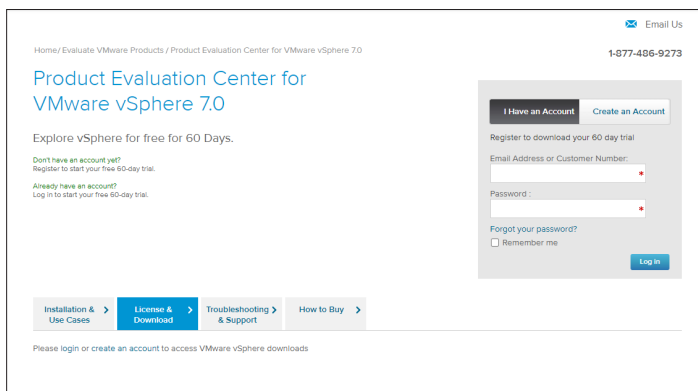 Email Us
Home/ Evaluate VMware Products / Product Evaluation Center for VMware vSphere 7.0
1-877-486-9273
Product Evaluation Center for
VMware vSphere 7.0
Explore vSphere for free for 60 Days.
Don't have an account yet?
Register to start your free 60-day trial.
Already have an account?
Log in to start your free 60-day trial.
I Have an Account
Create an Account
Register to download your 60 day trial
Email Address or Customer Number:
*
Password :
*
Forgot your password?
Remember me
Log in
Installation &
Use Cases
License &
Download
Troubleshooting
& Support
How to Buy
Please login or create an account to access VMware vSphere downloads